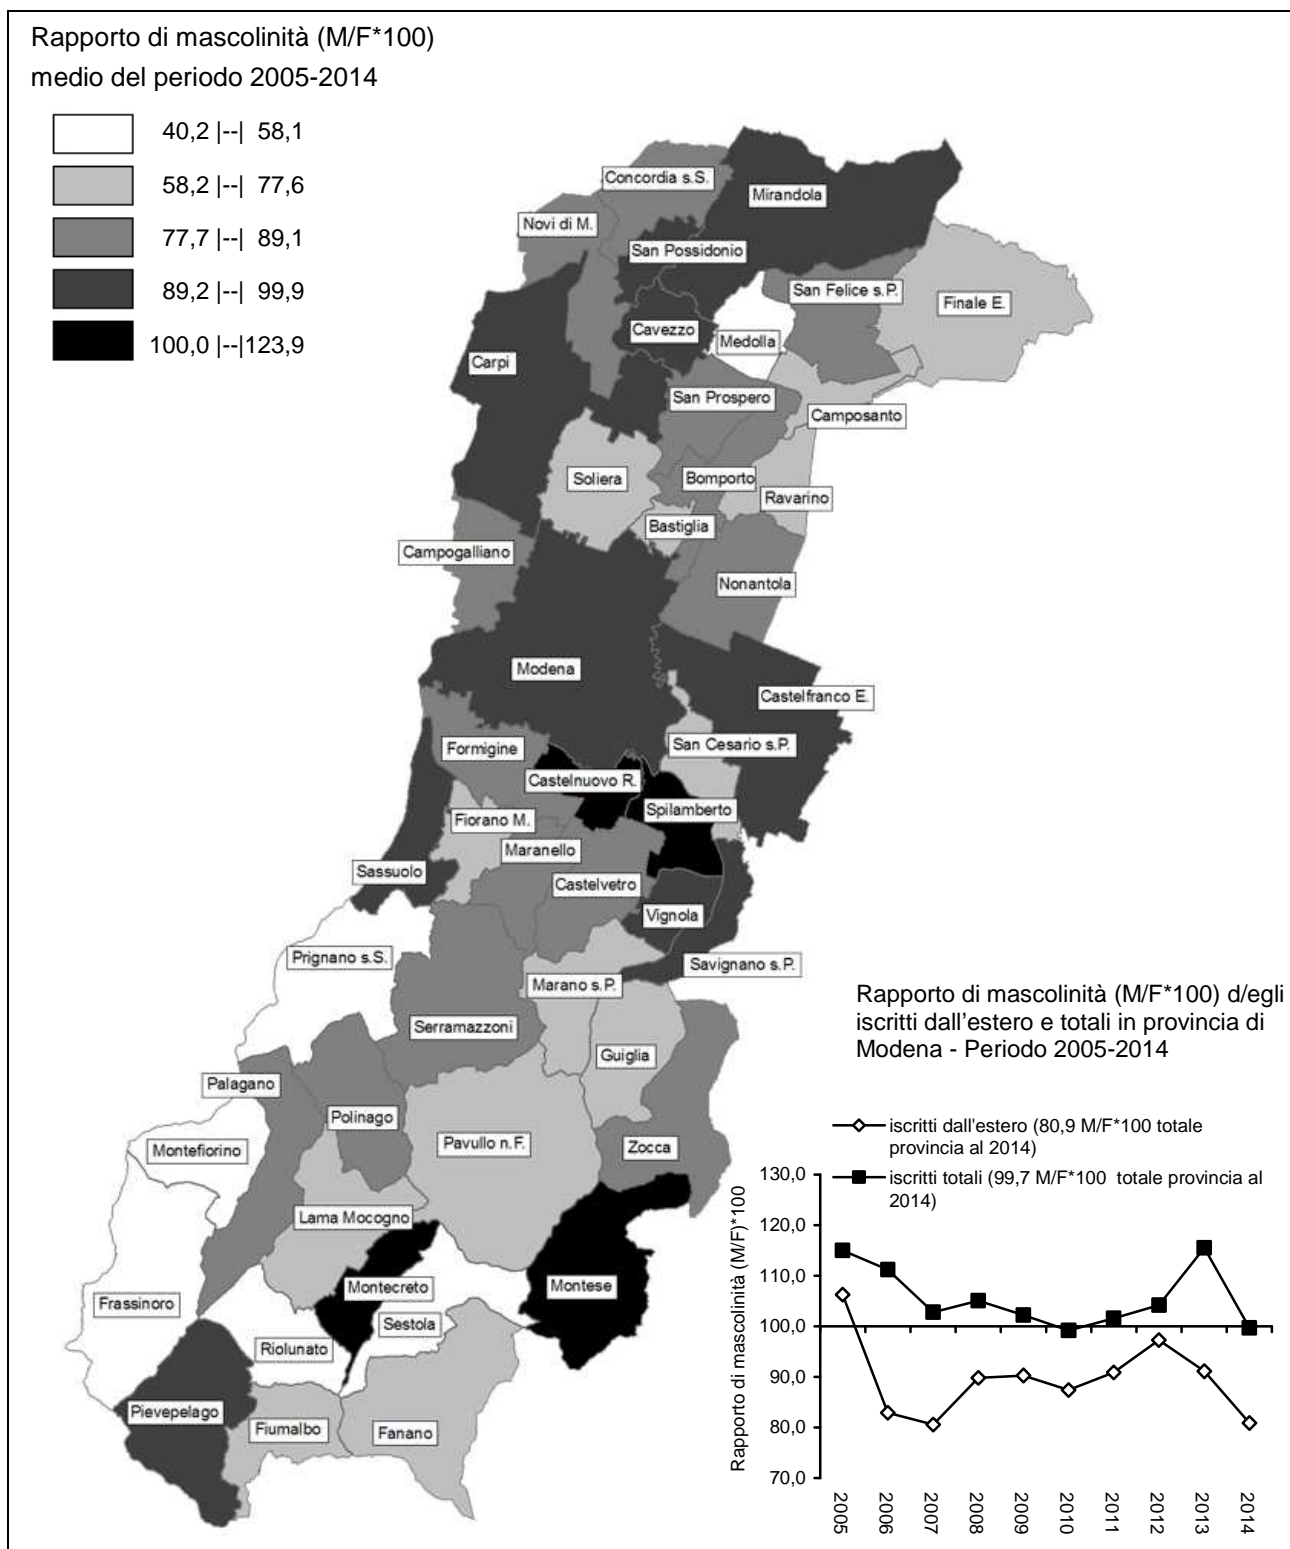 Rapporto di mascolinità (M/F*100)
medio del periodo 2005-2014
40,2 |--| 58,1
58,2 |--| 77,6
77,7 |--| 89,1
89,2 |--| 99,9
100,0 |--|123,9
Concordia s.S.
Mirandola
Novi di M.
San Possidonio
San Felice s.P.
Finale E.
Cavezzo
Medolla
Carpi
San Prospero
Camposanto
Soliera
Bomporto
Ravarino
Bastiglia
Campogalliano
Nonantola
Modena
Castelfranco E.
San Cesario s.P.
Formigine
Castelnuovo R.
Spilamberto
Fiorano M.
Maranello
Sassuolo
Castelvetro
Vignola
Prignano s.S.
Savignano s.P.
Marano s.P.
Serramazzoni
Guiglia
Palagano
Polinago
Montefiorino
Pavullo n.F.
Zocca
Lama Mocogno
Montecreto
Montese
Frassinoro
Sestola
Riolunato
Pievepelago
Fiumalbo
Fanano
Rapporto di mascolinità (M/F*100) d/egli
iscritti dall'estero e totali in provincia di
Modena - Periodo 2005-2014
iscritti dall'estero (80,9 M/F*100 totale
provincia al 2014)
iscritti totali (99,7 M/F*100 totale provincia al
2014)
Rapporto di mascolinità (M/F)*100
130,0
120,0
110,0
100,0
90,0
80,0
70,0
2005
2006
2007
2008
2009
2010
2011
2012
2013
2014